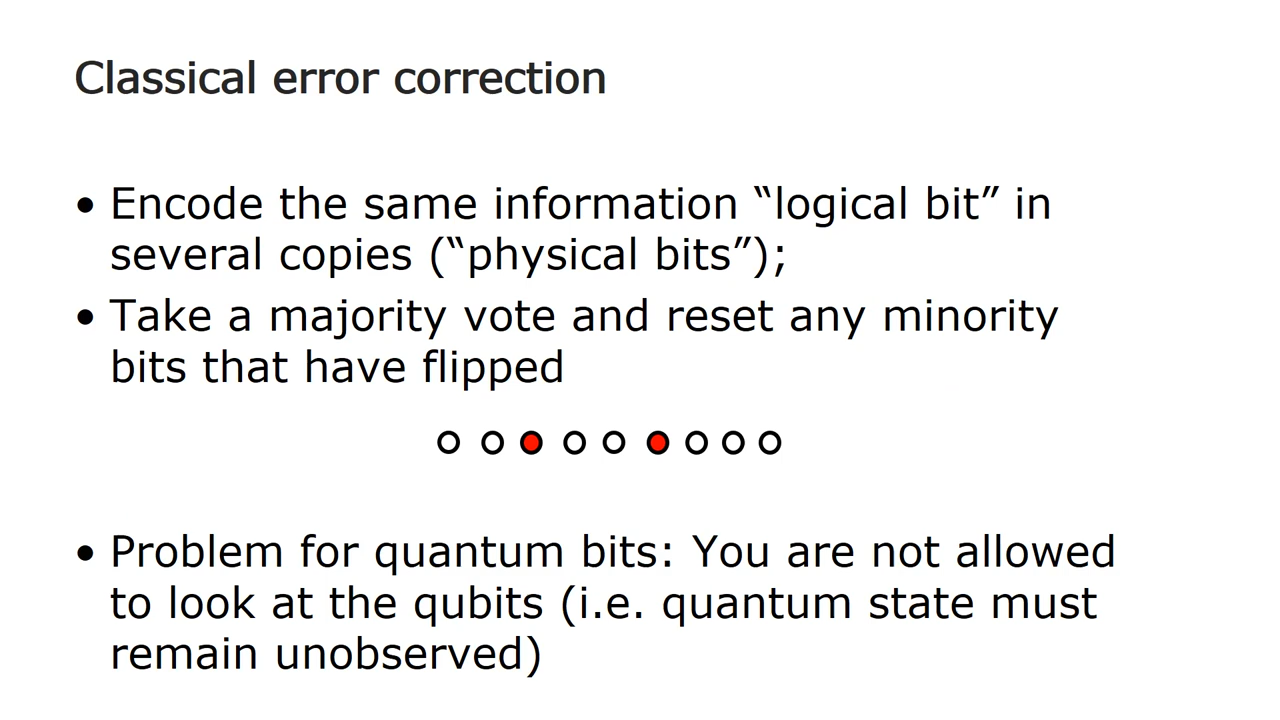 Classical error correction
• Encode the same information “logical bit” in
several copies (“physical bits”);
• Take a majority vote and reset any minority
bits that have flipped
• Problem for quantum bits: You are not allowed
to look at the qubits (i.e. quantum state must
remain unobserved)